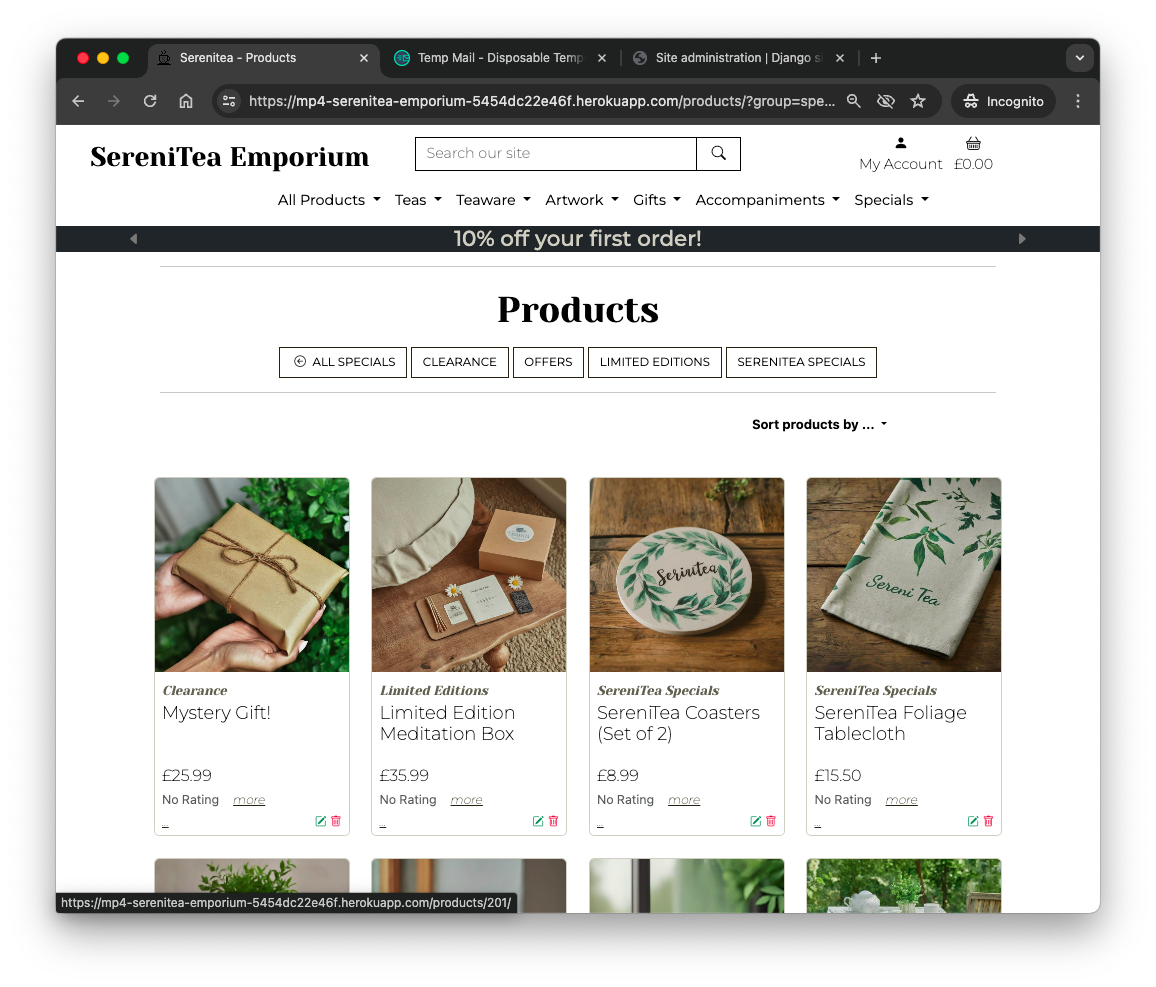 Serenitea - Products
Temp Mail - Disposable Temp
Site administration | Django si
https://mp4-serenitea-emporium-5454dc22e46f.herokuapp.com/products/?group=spe...
Incognito
SereniTea Emporium
Search our site
My Account
£0.00
All Products
Teas
Teaware
Artwork
Gifts
Accompaniments
Specials
10% off your first order!
Products
ALL SPECIALS
CLEARANCE
OFFERS
LIMITED EDITIONS
SERENITEA SPECIALS
Sort products by ...
Serinitea
Sereni Tea
Clearance
Mystery Gift!
£25.99
No Rating more
...
Limited Editions
Limited Edition
Meditation Box
£35.99
No Rating more
...
SereniTea Specials
SereniTea Coasters
(Set of 2)
£8.99
No Rating more
...
SereniTea Specials
SereniTea Foliage
Tablecloth
£15.50
No Rating more
...
https://mp4-serenitea-emporium-5454dc22e46f.herokuapp.com/products/201/